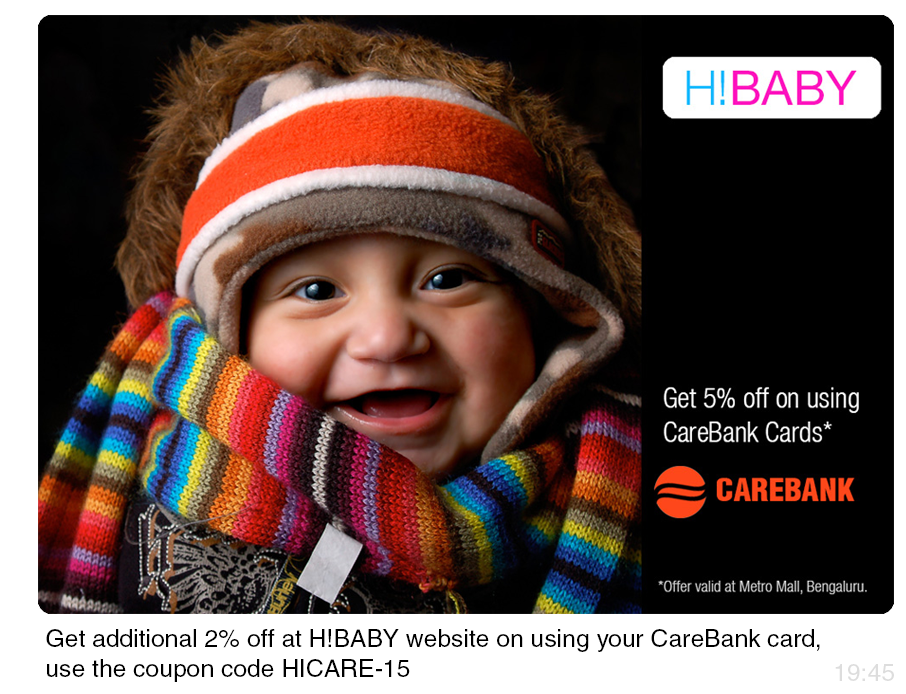 H!BABY
Get 5% off on using
CareBank Cards*
CAREBANK
*Offer valid at Metro Mall, Bengaluru.
Get additional 2% off at H!BABY website on using your CareBank card,
use the coupon code HICARE-15
19:45